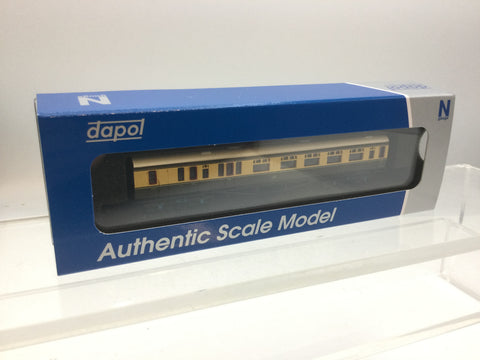 N
dapol
N
Authentic Scale Model